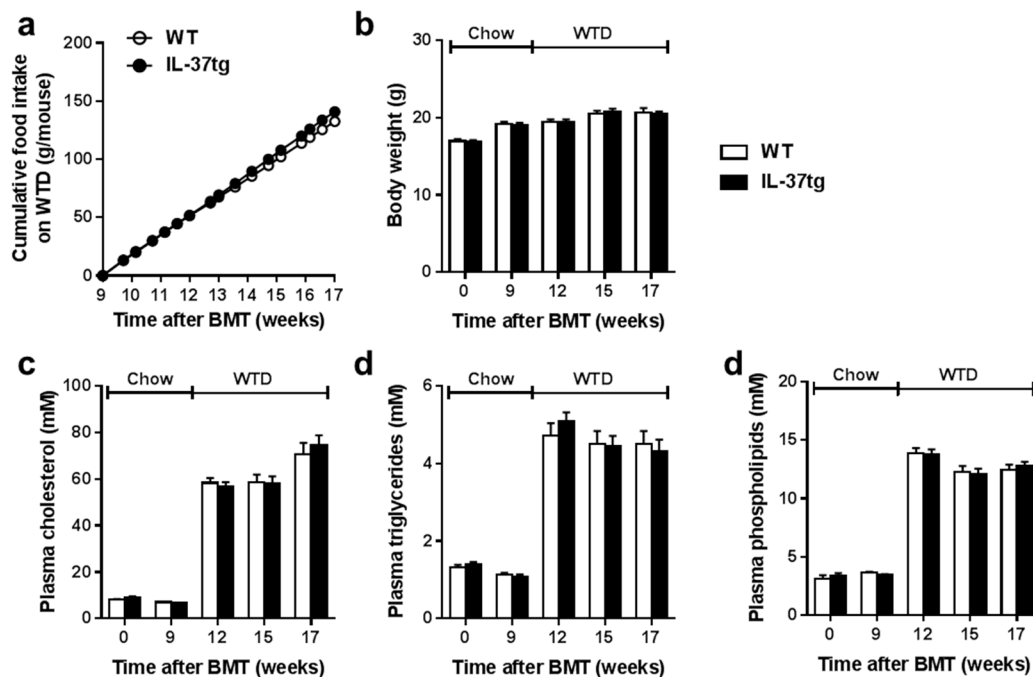 a
WT
IL-37tg
Cumulative food intake
on WTD (g/mouse)
200
150
100
50
0
9 10 11 12 13 14 15 16 17
Time after BMT (weeks)
b
Chow WTD
Body weight (g)
30
20
10
0
0 9 12 15 17
Time after BMT (weeks)
WT
IL-37tg
c
Chow WTD
Plasma cholesterol (mM)
100
80
60
40
20
0
0 9 12 15 17
Time after BMT (weeks)
d
Chow WTD
Plasma triglycerides (mM)
6
4
2
0
0 9 12 15 17
Time after BMT (weeks)
d
Chow WTD
Plasma phospholipids (mM)
20
15
10
5
0
0 9 12 15 17
Time after BMT (weeks)